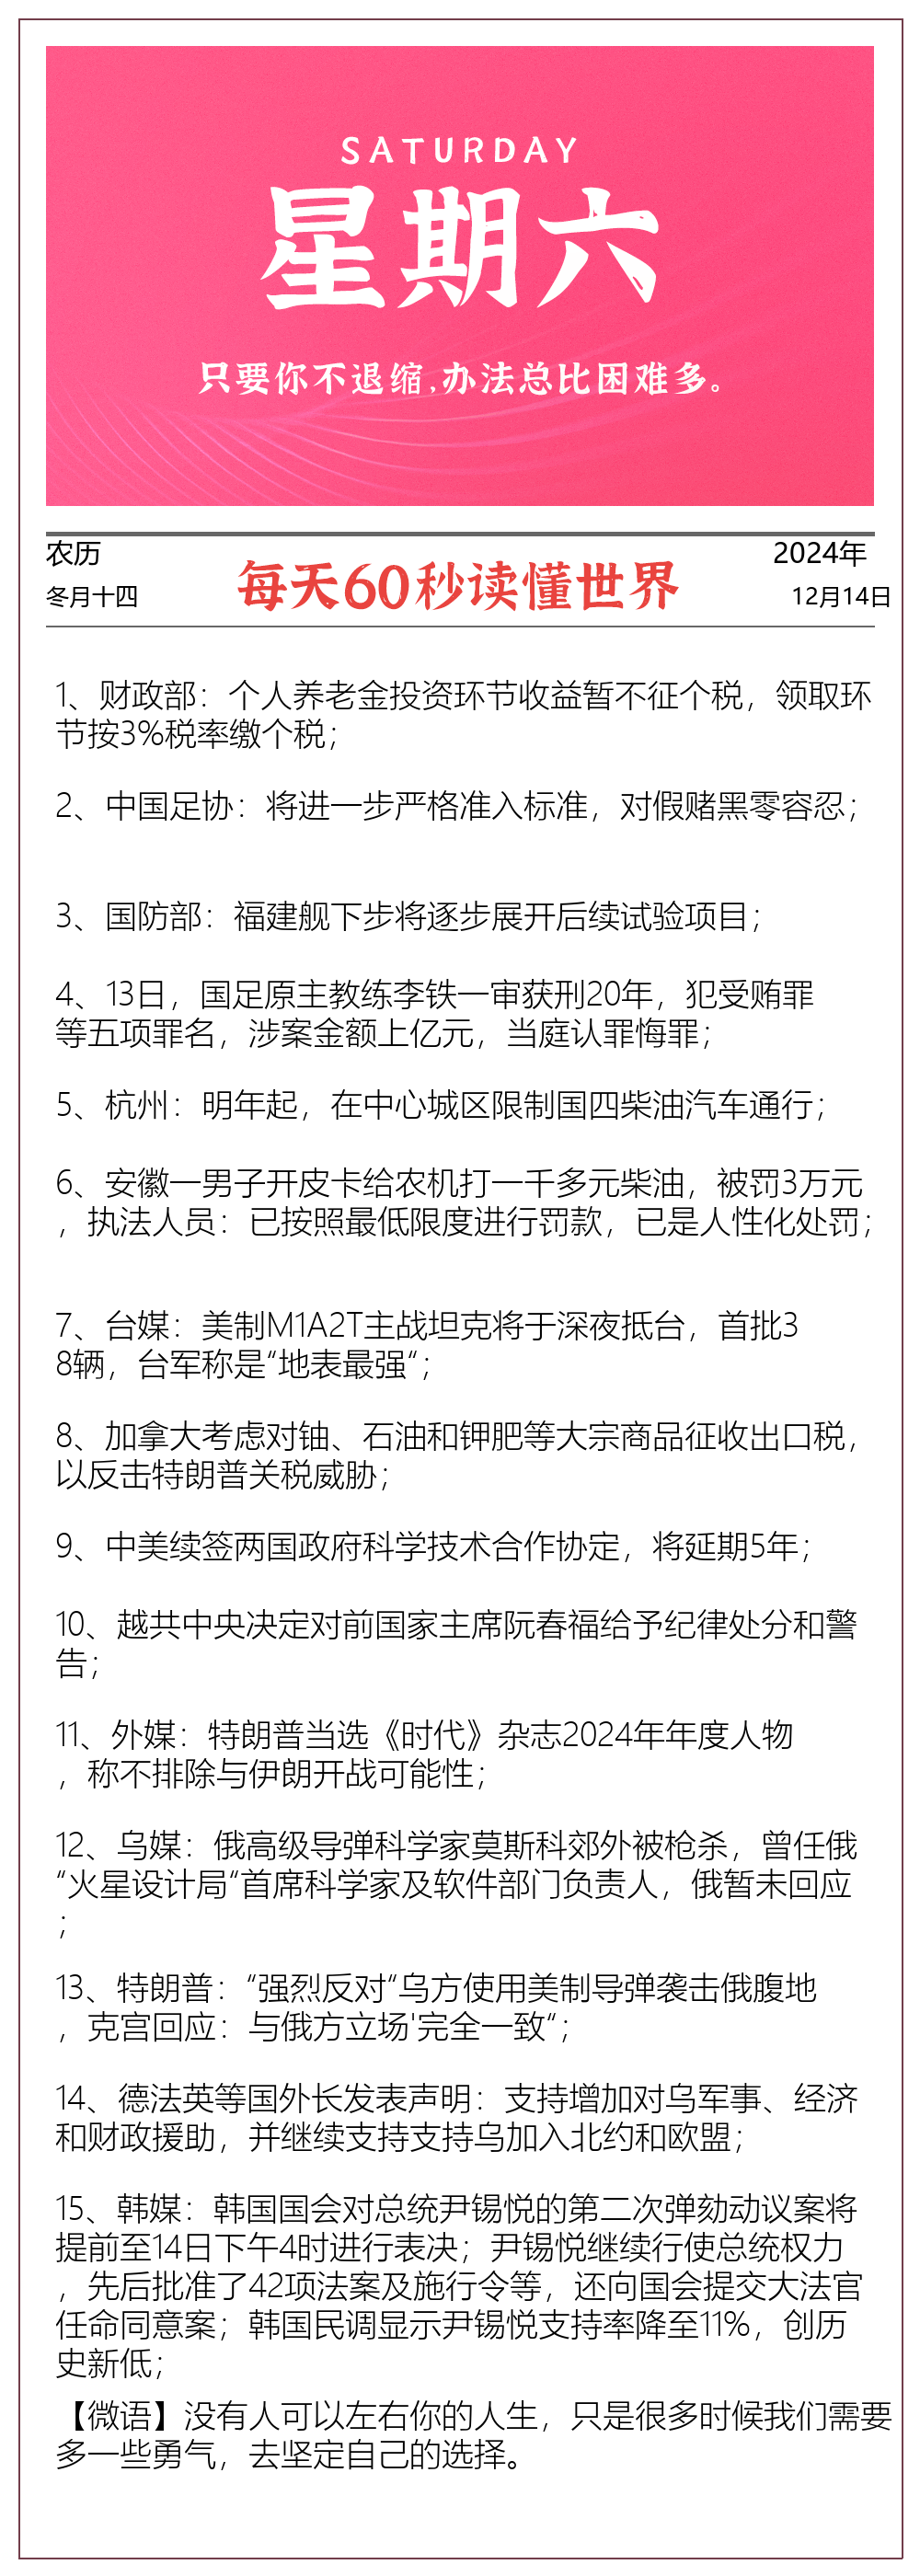 SATURDAY
星期六
只要你不退缩,办法总比困难多。
农历
2024年
每天60秒读懂世界
冬月十四
12月14日
1、财政部：个人养老金投资环节收益暂不征个税，领取环
节按3%税率缴个税；
2、中国足协：将进一步严格准入标准，对假赌黑零容忍；
3、国防部：福建舰下步将逐步展开后续试验项目；
4、13日，国足原主教练李铁一审获刑20年，犯受贿罪
等五项罪名，涉案金额上亿元，当庭认罪悔罪；
5、杭州：明年起，在中心城区限制国四柴油汽车通行；
6、安徽一男子开皮卡给农机打一千多元柴油，被罚3万元
，执法人员：已按照最低限度进行罚款，已是人性化处罚；
7、台媒：美制M1A2T主战坦克将于深夜抵台，首批3
8辆，台军称是“地表最强“；
8、加拿大考虑对铀、石油和钾肥等大宗商品征收出口税，
以反击特朗普关税威胁；
9、中美续签两国政府科学技术合作协定，将延期5年；
10、越共中央决定对前国家主席阮春福给予纪律处分和警
告；
11、外媒：特朗普当选《时代》杂志2024年年度人物
，称不排除与伊朗开战可能性；
12、乌媒：俄高级导弹科学家莫斯科郊外被枪杀，曾任俄
“火星设计局“首席科学家及软件部门负责人，俄暂未回应
；
13、特朗普：“强烈反对“乌方使用美制导弹袭击俄腹地
，克宫回应：与俄方立场'完全一致“；
14、德法英等国外长发表声明：支持增加对乌军事、经济
和财政援助，并继续支持支持乌加入北约和欧盟；
15、韩媒：韩国国会对总统尹锡悦的第二次弹劾动议案将
提前至14日下午4时进行表决；尹锡悦继续行使总统权力
，先后批准了42项法案及施行令等，还向国会提交大法官
任命同意案；韩国民调显示尹锡悦支持率降至11%，创历
史新低；
【微语】没有人可以左右你的人生，只是很多时候我们需要
多一些勇气，去坚定自己的选择。